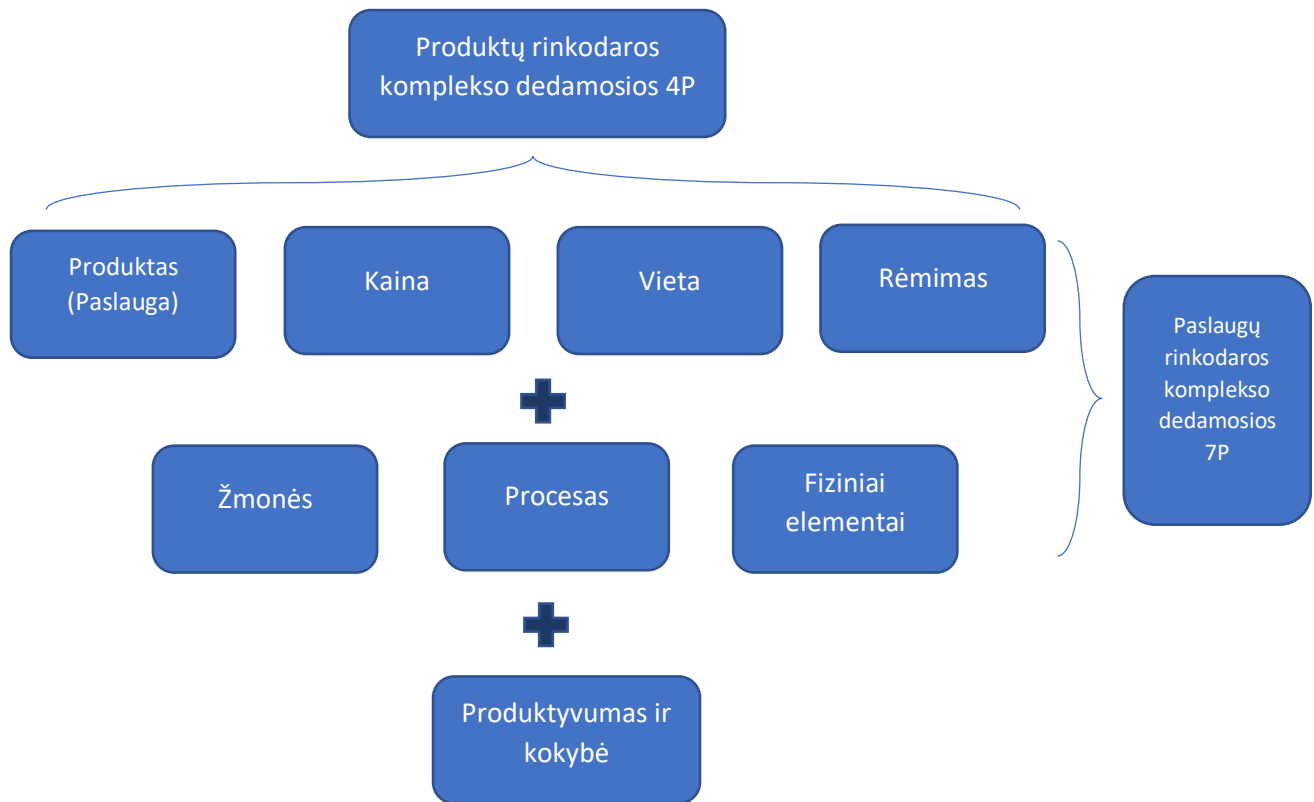 Produktų rinkodaros
komplekso dedamosios 4P
Produktas
(Paslauga)
Kaina
Vieta
Rėmimas
Paslaugų
rinkodaros
komplekso
dedamosios
7P
Žmonės
Procesas
Fiziniai
elementai
Produktyvumas ir
kokybė